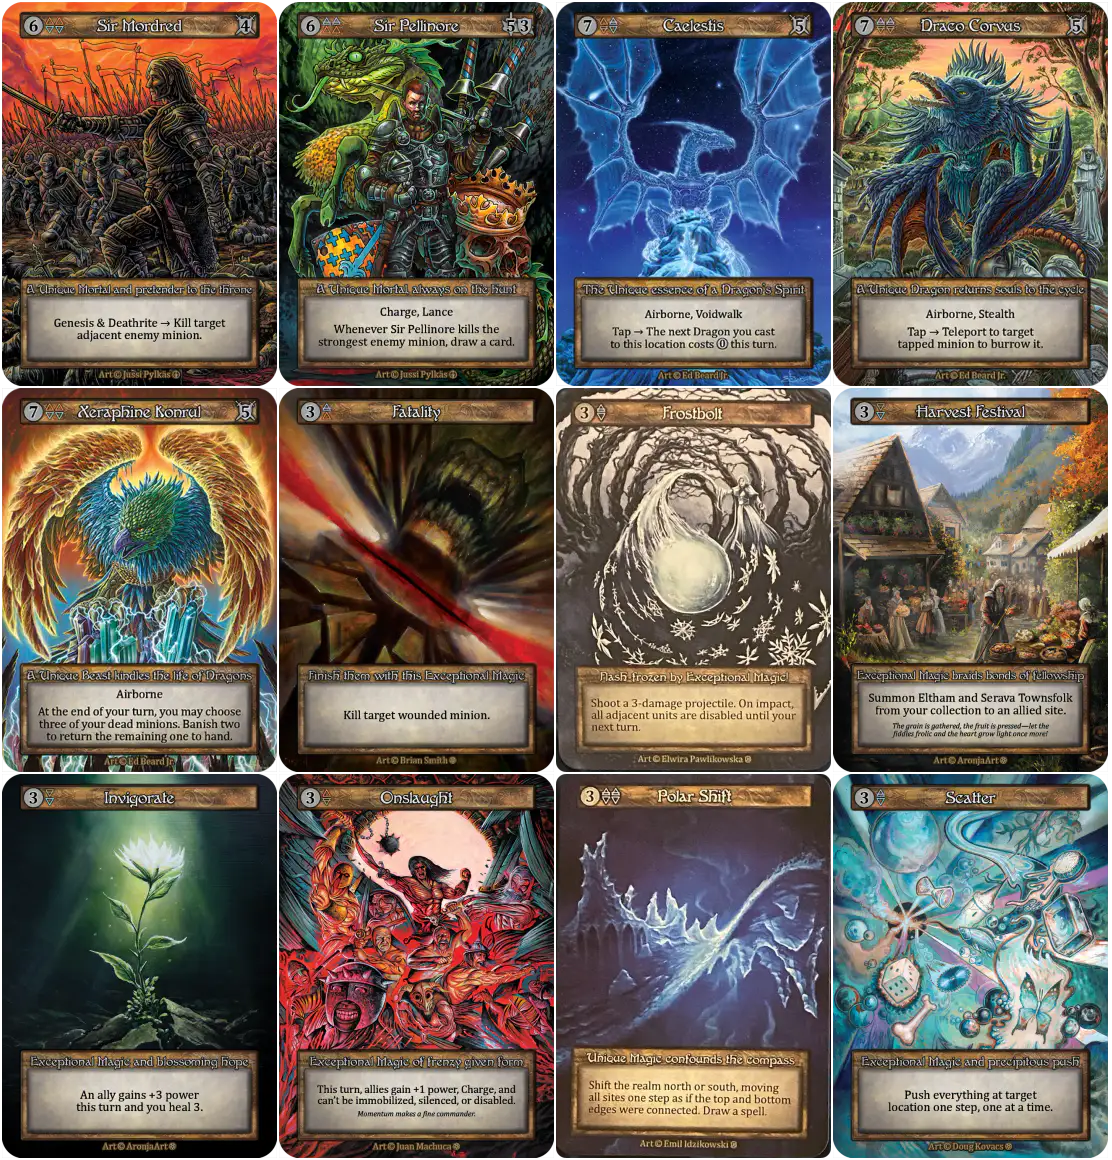 6 Sir Mordred 4
A Unique Mortal and pretender to the throne
Genesis & Deathrite → Kill target
adjacent enemy minion.
Art © Jussi Pylkäs
6 Sir Pellinore 5 3
A Unique Mortal, always on the hunt
Charge, Lance
Whenever Sir Pellinore kills the
strongest enemy minion, draw a card.
Art © Jussi Pylkäs
7 Caelestis 5
The Unique essence of a Dragon's Spirit
Airborne, Voidwalk
Tap → The next Dragon you cast
to this location costs ⓪ this turn.
Art © Ed Beard Jr.
7 Draco Corvus 5
A Unique Dragon returns souls to the cycle
Airborne, Stealth
Tap → Teleport to target
tapped minion to burrow it.
Art © Ed Beard Jr.
7 Xeraphine Konrul 5
A Unique Beast kindles the life of Dragons
Airborne
At the end of your turn, you may choose
three of your dead minions. Banish two
to return the remaining one to hand.
Art © Ed Beard Jr.
3 Fatality
Finish them with this Exceptional Magic
Kill target wounded minion.
Art © Brian Smith
3 Frostbolt
Flash frozen by Exceptional Magic!
Shoot a 3-damage projectile. On impact,
all adjacent units are disabled until your
next turn.
Art © Elwira Pawlikowska
3 Harvest Festival
Exceptional Magic braids bonds of fellowship
Summon Eltham and Serava Townsfolk
from your collection to an allied site.
The grain is gathered, the fruit is pressed—let the
fiddles frolic and the heart grow light once more!
Art © AronjaArt
3 Invigorate
Exceptional Magic and blossoming hope
An ally gains +3 power
this turn and you heal 3.
Art © AronjaArt
3 Onslaught
Exceptional Magic of frenzy given form
This turn, allies gain +1 power, Charge, and
can't be immobilized, silenced, or disabled.
Momentum makes a fine commander.
Art © Juan Machuca
3 Polar Shift
Unique Magic confounds the compass
Shift the realm north or south, moving
all sites one step as if the top and bottom
edges were connected. Draw a spell.
Art © Emil Idzikowski
3 Scatter
Exceptional Magic and precipitous push
Push everything at target
location one step, one at a time.
Art © Doug Kovacs